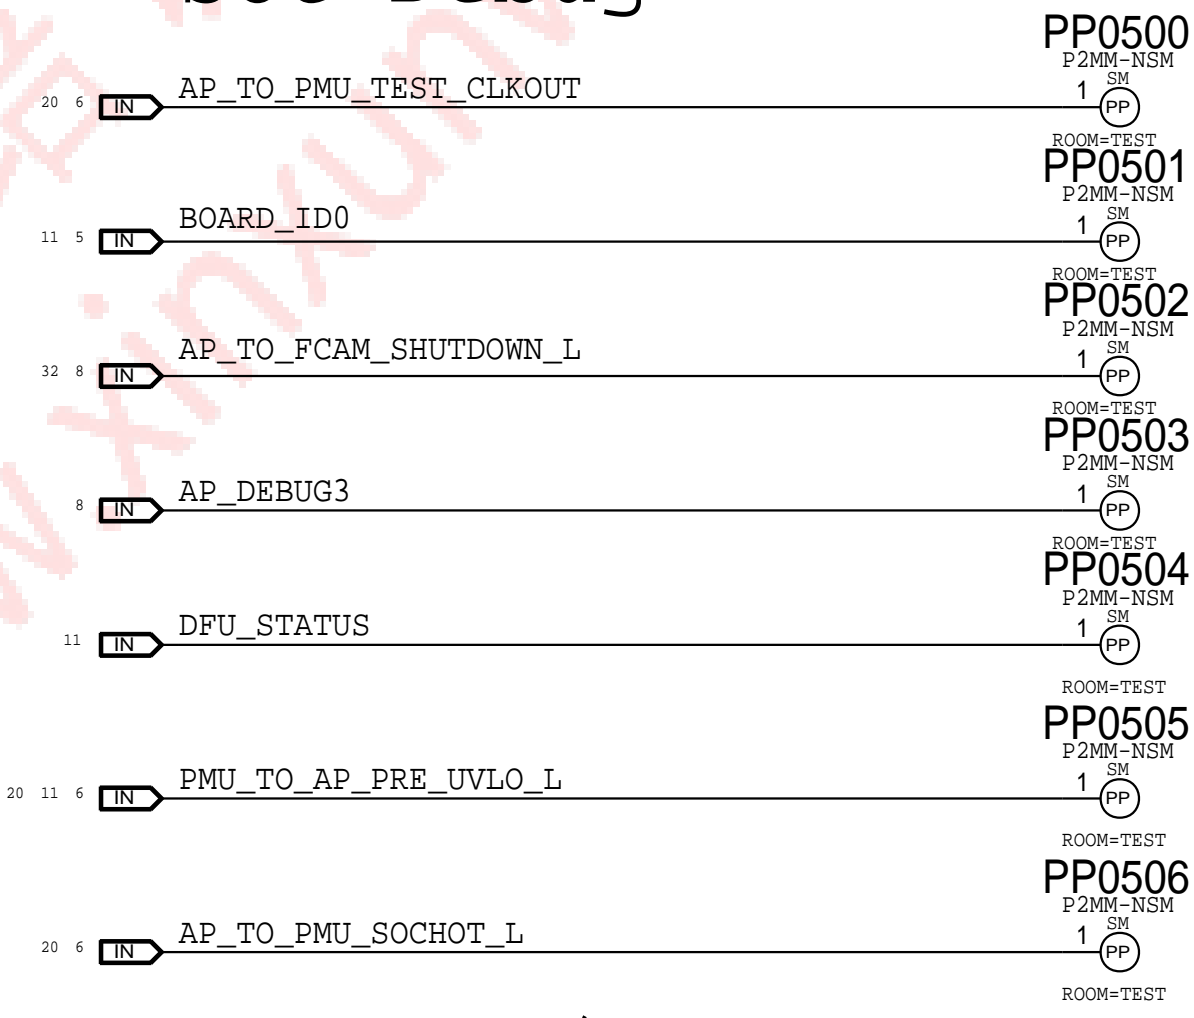 PP0500
P2MM-NSM
SM
AP_TO_PMU_TEST_CLKOUT
1
20 6 IN PP
ROOM=TEST
PP0501
P2MM-NSM
SM
BOARD_ID0
1
11 5 IN PP
ROOM=TEST
PP0502
P2MM-NSM
SM
AP_TO_FCAM_SHUTDOWN_L
1
32 8 IN PP
ROOM=TEST
PP0503
P2MM-NSM
SM
AP_DEBUG3
1
8 IN PP
ROOM=TEST
PP0504
P2MM-NSM
SM
DFU_STATUS
1
11 IN PP
ROOM=TEST
PP0505
P2MM-NSM
SM
PMU_TO_AP_PRE_UVLO_L
1
20 11 6 IN PP
ROOM=TEST
PP0506
P2MM-NSM
SM
AP_TO_PMU_SOCHOT_L
1
20 6 IN PP
ROOM=TEST